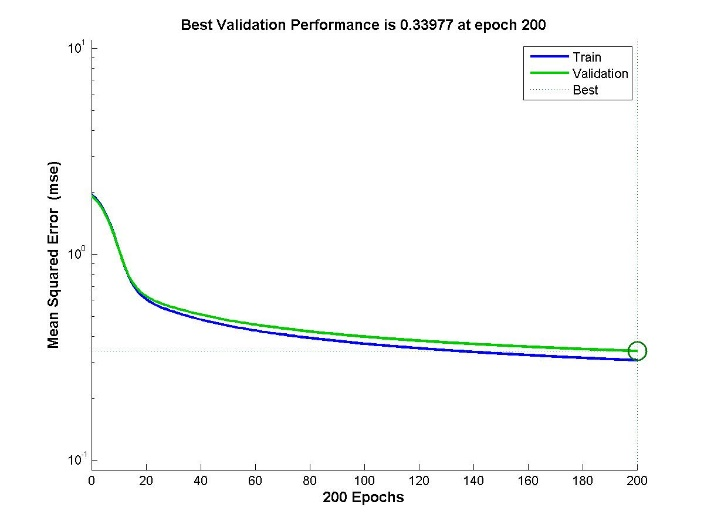 Best Validation Performance is 0.33977 at epoch 200
Train
Validation
Best
Mean Squared Error (mse)
10^1
10^0
10^-1
0 20 40 60 80 100 120 140 160 180 200
200 Epochs